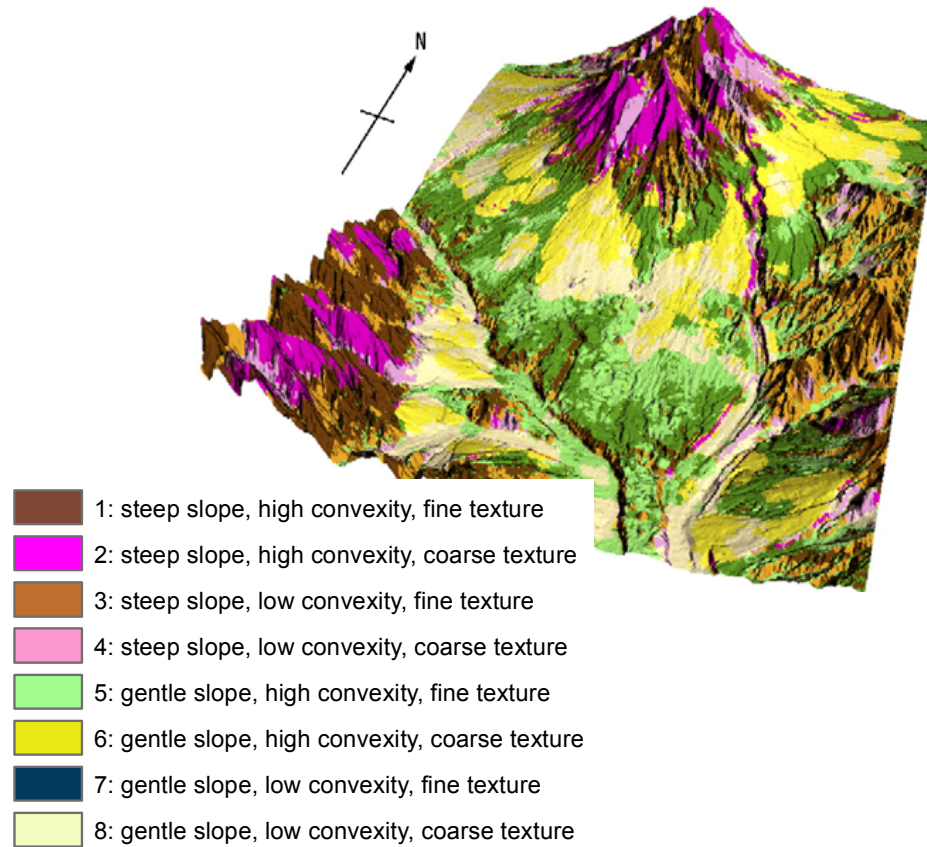 N
1: steep slope, high convexity, fine texture
2: steep slope, high convexity, coarse texture
3: steep slope, low convexity, fine texture
4: steep slope, low convexity, coarse texture
5: gentle slope, high convexity, fine texture
6: gentle slope, high convexity, coarse texture
7: gentle slope, low convexity, fine texture
8: gentle slope, low convexity, coarse texture